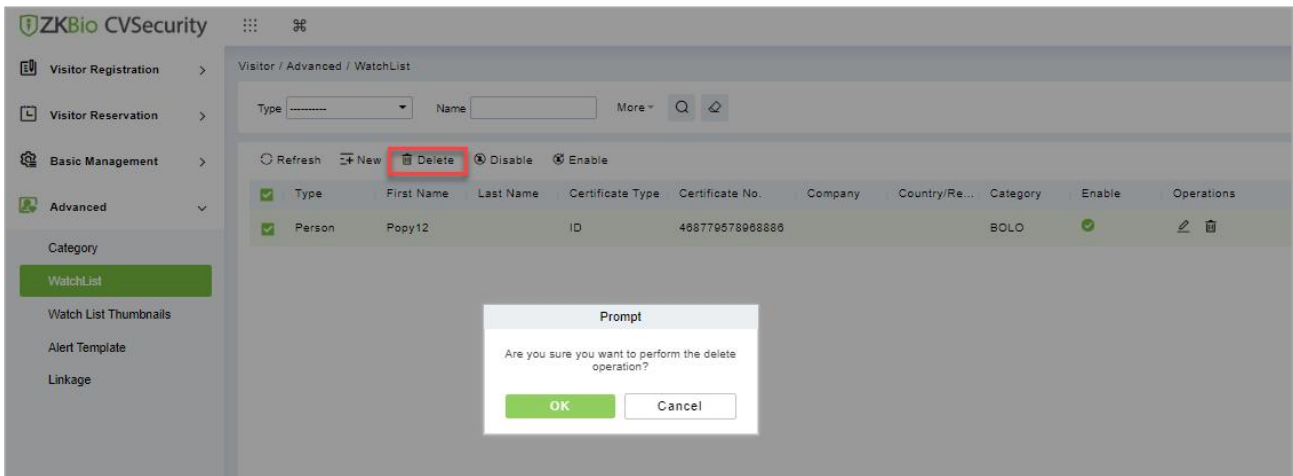 ZKBio CVSecurity
Visitor Registration
Visitor / Advanced / WatchList
Visitor Reservation
Type ---------- Name More
Basic Management
Refresh New Delete Disable Enable
Advanced
Type First Name Last Name Certificate Type Certificate No. Company Country/Re... Category Enable Operations
Person Popy12 ID 468779578968886 BOLO
Category
WatchList
Watch List Thumbnails
Alert Template
Linkage
Prompt
Are you sure you want to perform the delete
operation?
OK Cancel